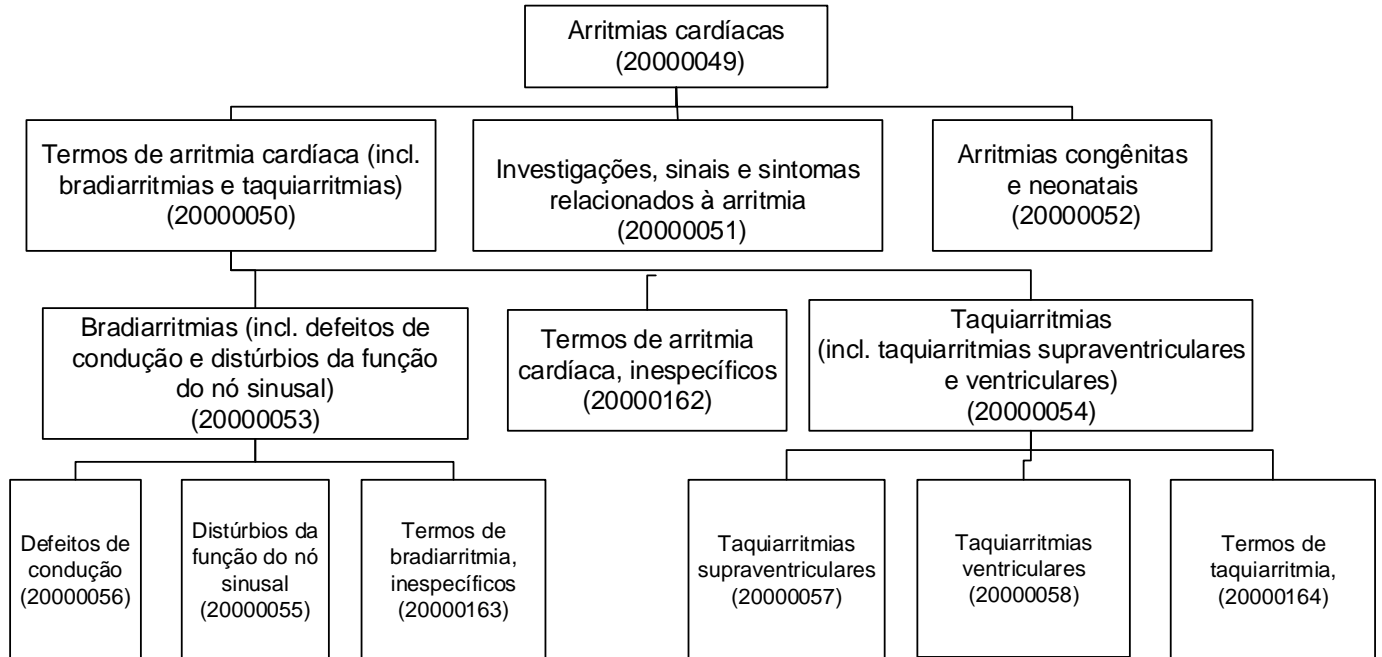 Arritmias cardíacas
(20000049)
Termos de arritmia cardíaca (incl.
bradiarritmias e taquiarritmias)
(20000050)
Investigações, sinais e sintomas
relacionados à arritmia
(20000051)
Arritmias congênitas
e neonatais
(20000052)
Bradiarritmias (incl. defeitos de
condução e distúrbios da função
do nó sinusal)
(20000053)
Termos de arritmia
cardíaca, inespecíficos
(20000162)
Taquiarritmias
(incl. taquiarritmias supraventriculares
e ventriculares)
(20000054)
Defeitos de
condução
(20000056)
Distúrbios da
função do nó
sinusal
(20000055)
Termos de
bradiarritmia,
inespecíficos
(20000163)
Taquiarritmias
supraventriculares
(20000057)
Taquiarritmias
ventriculares
(20000058)
Termos de
taquiarritmia,
(20000164)